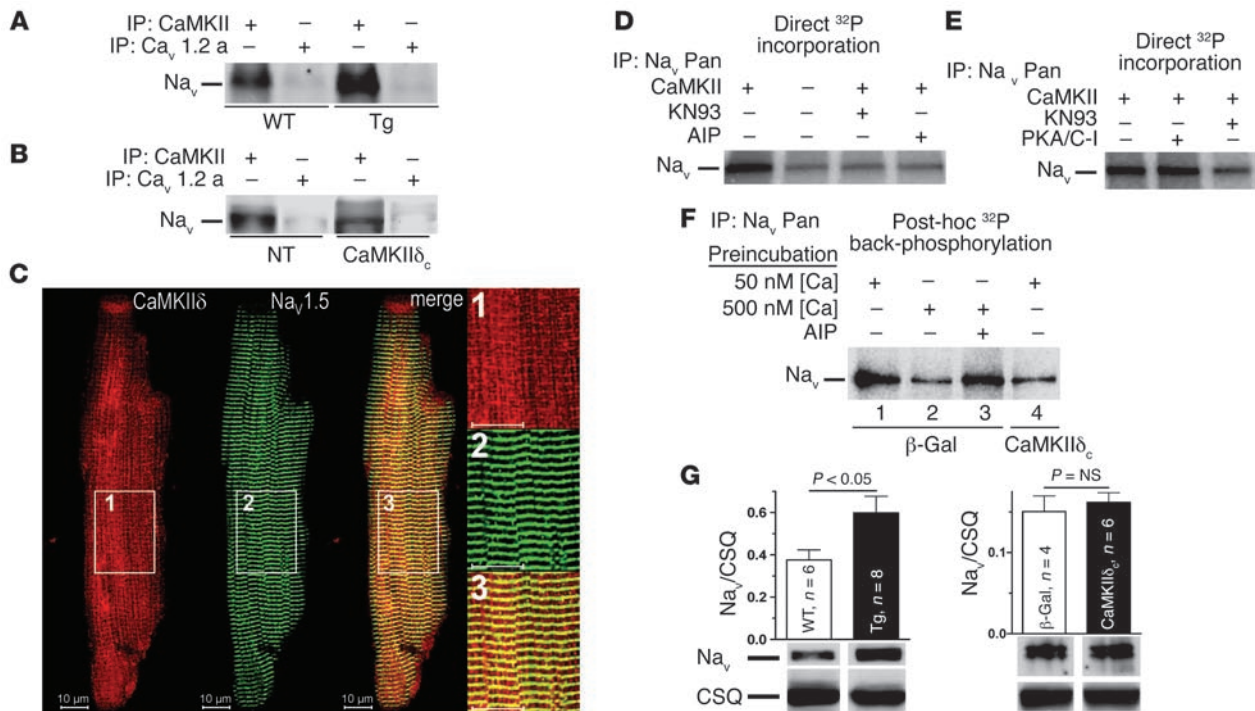 A
IP: CaMKII + – + –
IP: Cav 1.2 a – + – +
Nav
WT Tg
B
IP: CaMKII + – + –
IP: Cav 1.2 a – + – +
Nav
NT CaMKIIδc
C
CaMKIIδ NaV1.5 merge
1
2
3
1 2 3
10 µm 10 µm 10 µm
D
Direct 32P
incorporation
IP: Nav Pan
CaMKII + – + +
KN93 – – + –
AIP – – – +
Nav
E
Direct 32P
incorporation
IP: Nav Pan
CaMKII + + +
KN93 – – +
PKA/C-I – + –
Nav
F
IP: Nav Pan
Post-hoc 32P
back-phosphorylation
Preincubation
50 nM [Ca] + – – +
500 nM [Ca] – + + –
AIP – – + –
Nav
1 2 3 4
β-Gal CaMKIIδc
G
P < 0.05
Nav/CSQ
0.6
0.4
0.2
0.0
WT, n = 6
Tg, n = 8
Nav
CSQ
P = NS
Nav/CSQ
0.1
0.0
β-Gal, n = 4
CaMKIIδc, n = 6